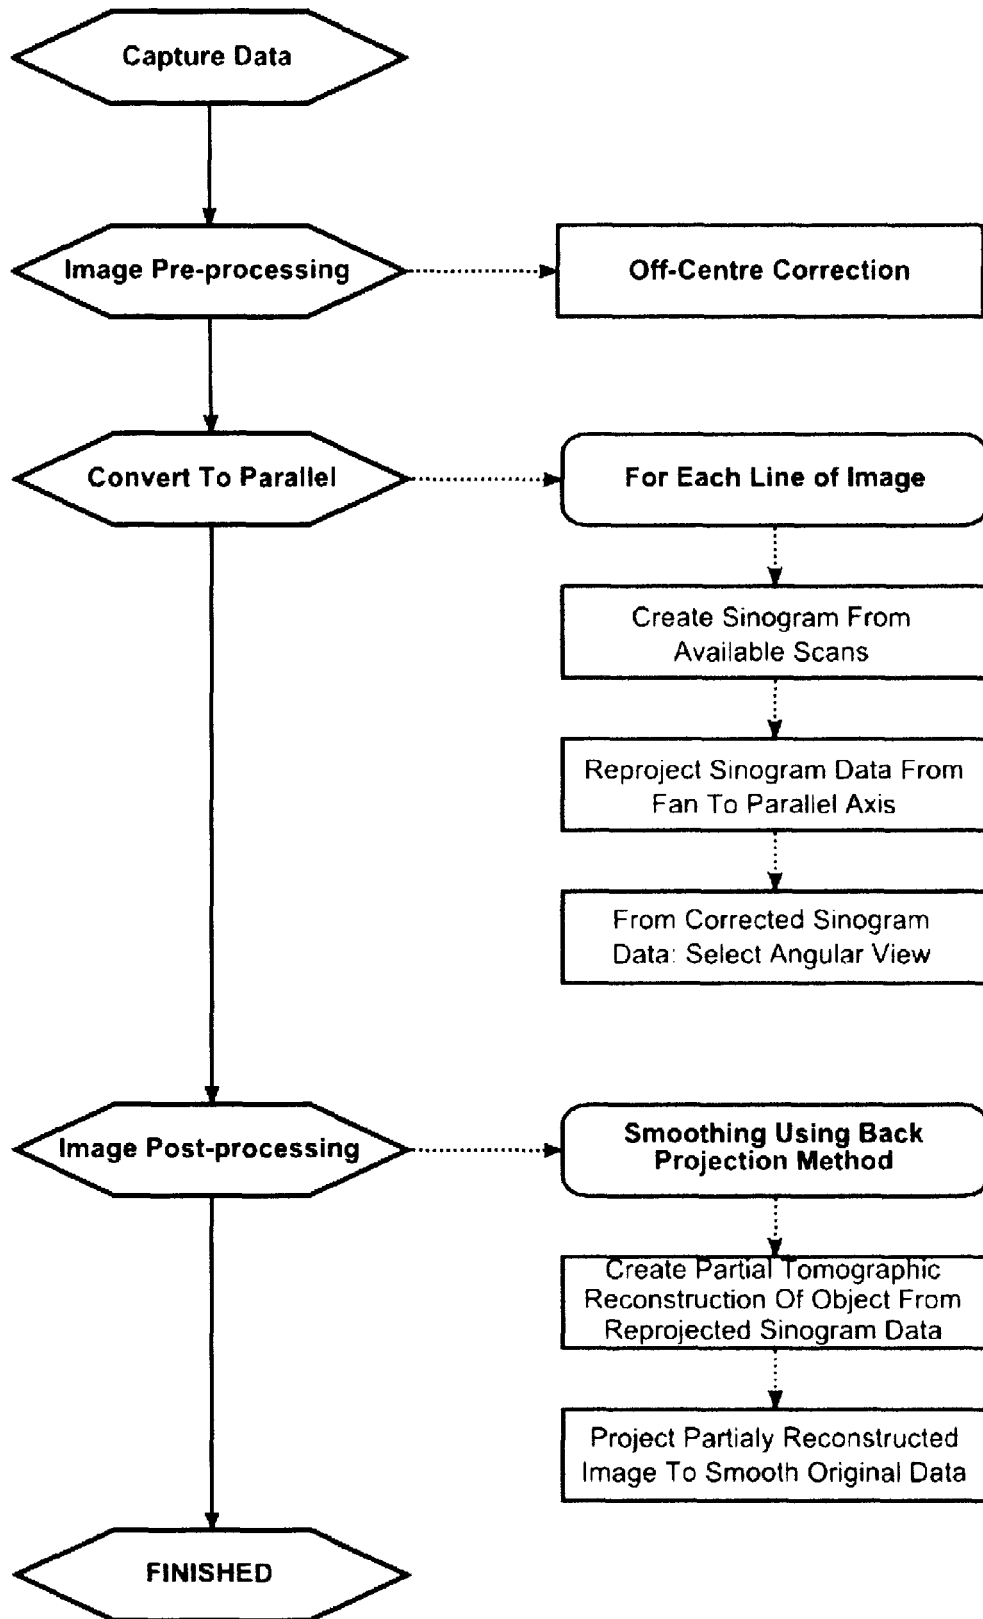 Capture Data
Image Pre-processing
Off-Centre Correction
Convert To Parallel
For Each Line of Image
Create Sinogram From
Available Scans
Reproject Sinogram Data From
Fan To Parallel Axis
From Corrected Sinogram
Data: Select Angular View
Image Post-processing
Smoothing Using Back
Projection Method
Create Partial Tomographic
Reconstruction Of Object From
Reprojected Sinogram Data
Project Partialy Reconstructed
Image To Smooth Original Data
FINISHED